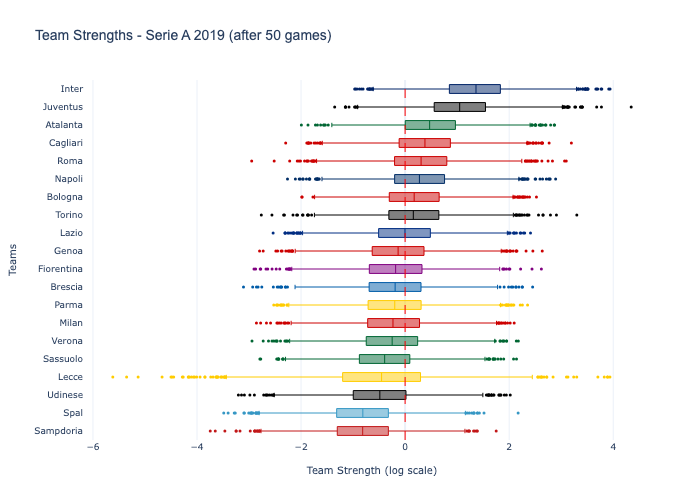 Team Strengths - Serie A 2019 (after 50 games)
Inter
Juventus
Atalanta
Cagliari
Roma
Napoli
Bologna
Torino
Lazio
Genoa
Fiorentina
Brescia
Parma
Milan
Verona
Sassuolo
Lecce
Udinese
Spal
Sampdoria
Teams
−6 −4 −2 0 2 4
Team Strength (log scale)